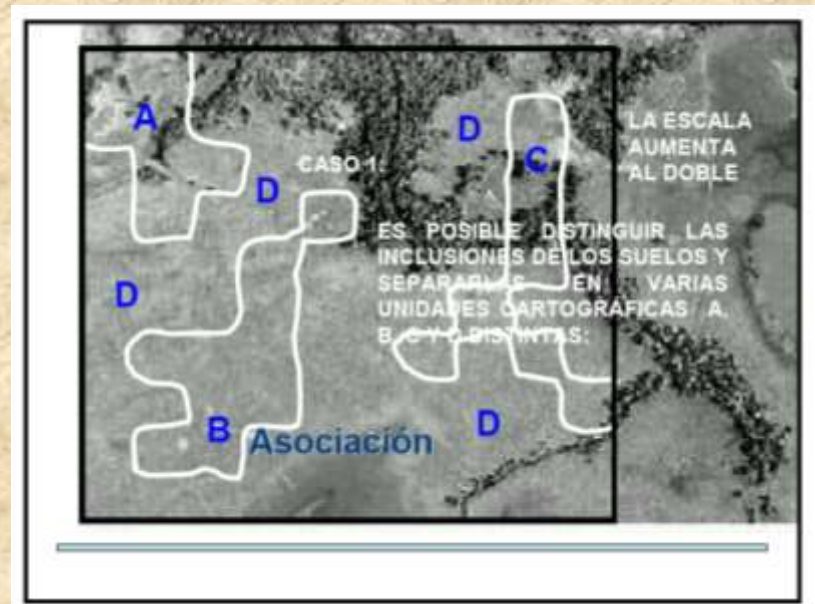 A
D
C
LA ESCALA
AUMENTA
AL DOBLE
CASO 1:
D
ES POSIBLE DISTINGUIR LAS
INCLUSIONES DE LOS SUELOS Y
SEPARARLAS EN VARIAS
UNIDADES CARTOGRÁFICAS A,
B, C Y D DISTINTAS:
D
B
Asociación
D